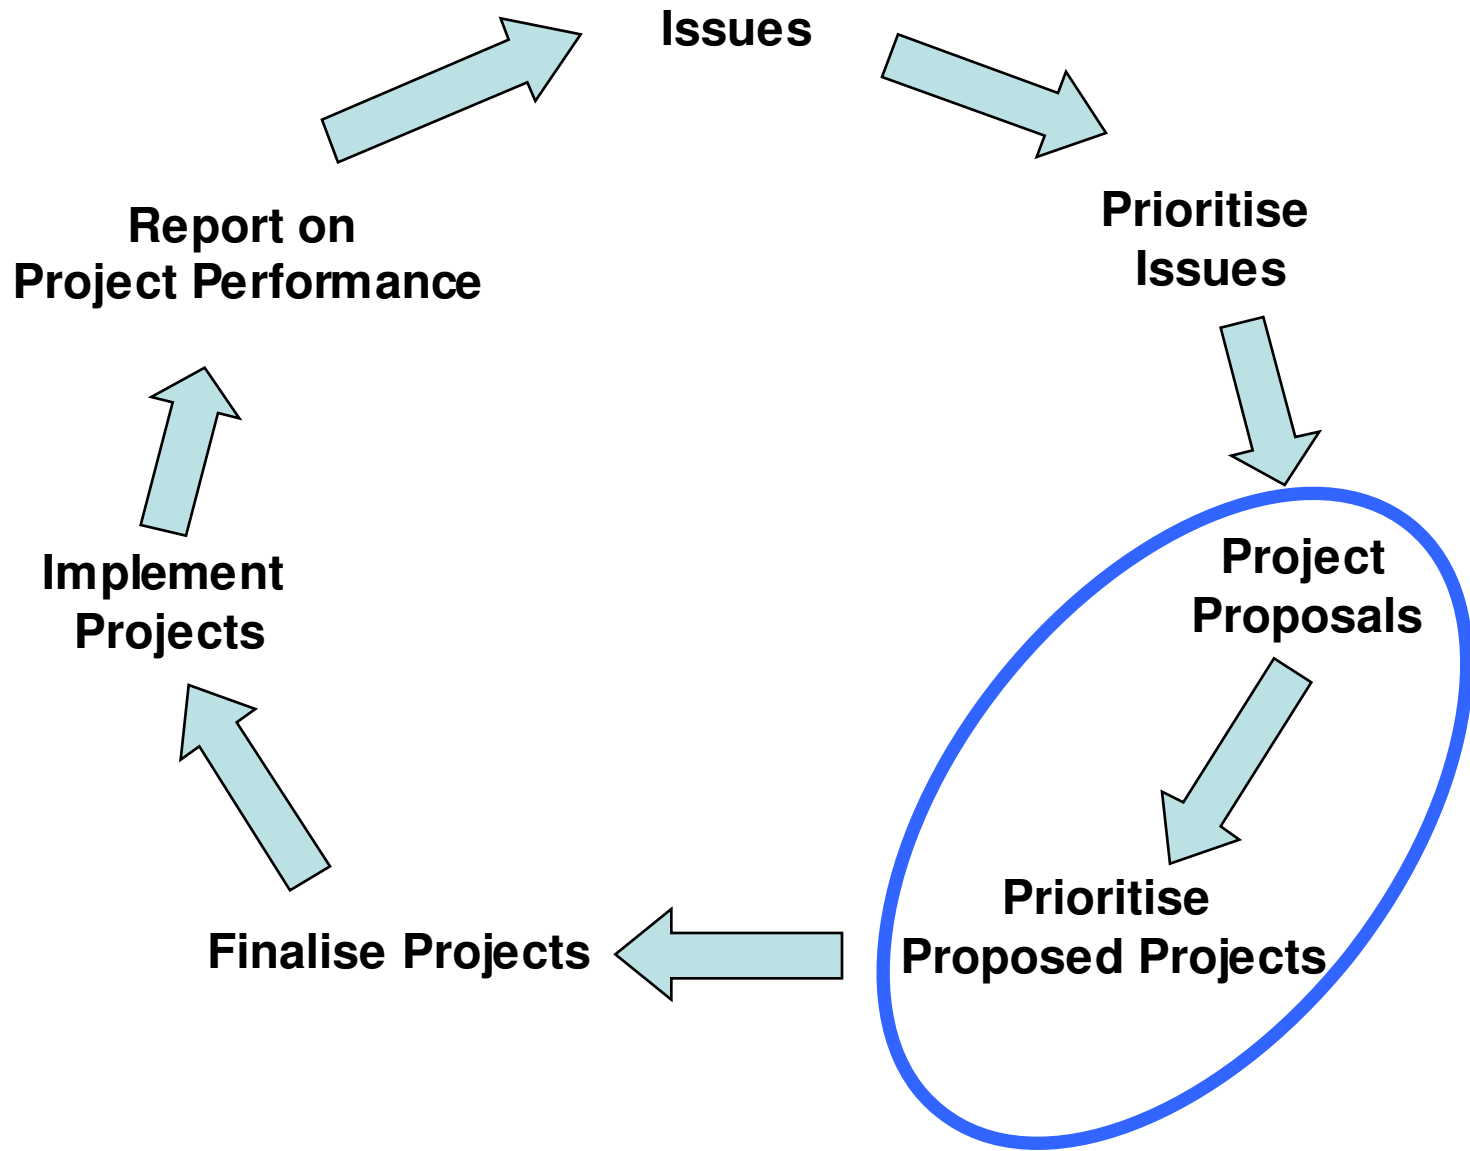 Issues
Prioritise
Issues
Project
Proposals
Prioritise
Proposed Projects
Finalise Projects
Implement
Projects
Report on
Project Performance